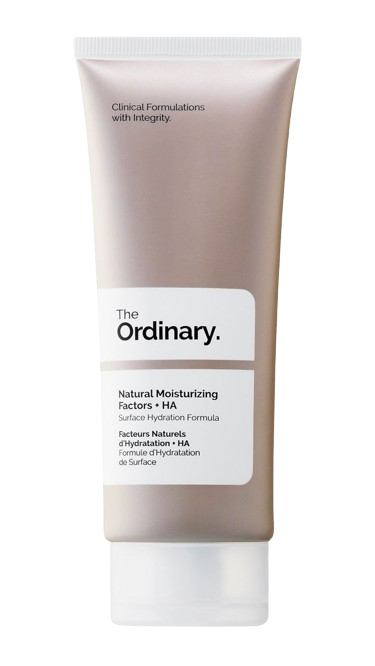 Clinical Formulations
with Integrity.
The
Ordinary.
Natural Moisturizing
Factors + HA
Surface Hydration Formula
Facteurs Naturels
d'Hydratation + HA
Formule d'Hydratation
de Surface